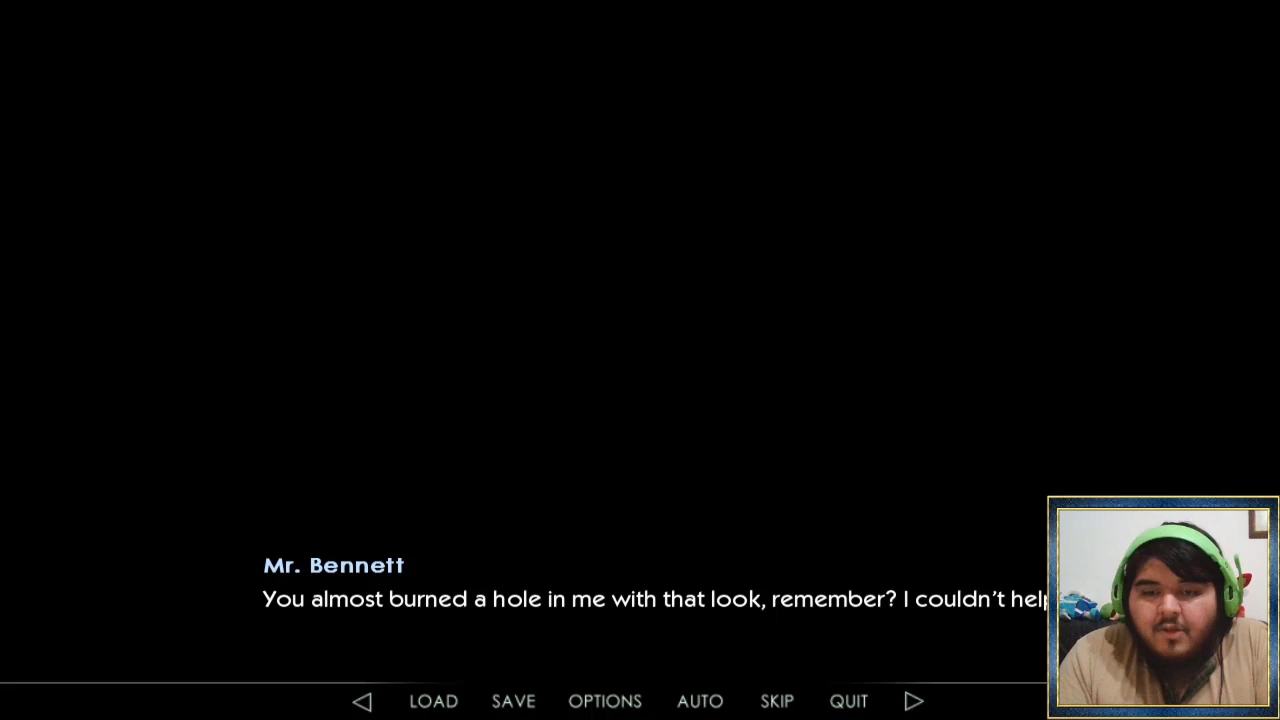 Mr. Bennett
You almost burned a hole in me with that look, remember? I couldn't help
LOAD SAVE OPTIONS AUTO SKIP QUIT